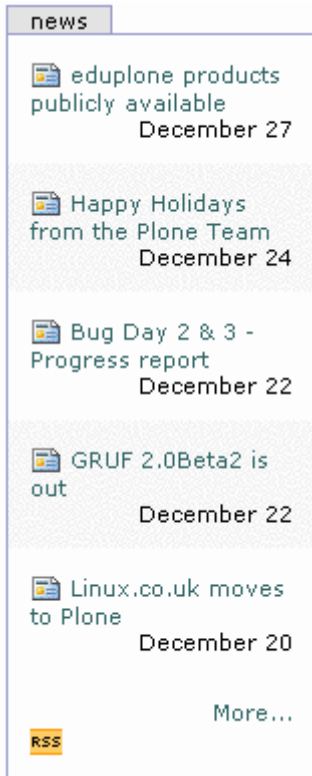 news
eduplone products
publicly available
December 27
Happy Holidays
from the Plone Team
December 24
Bug Day 2 & 3 -
Progress report
December 22
GRUF 2.0Beta2 is
out
December 22
Linux.co.uk moves
to Plone
December 20
More...
RSS